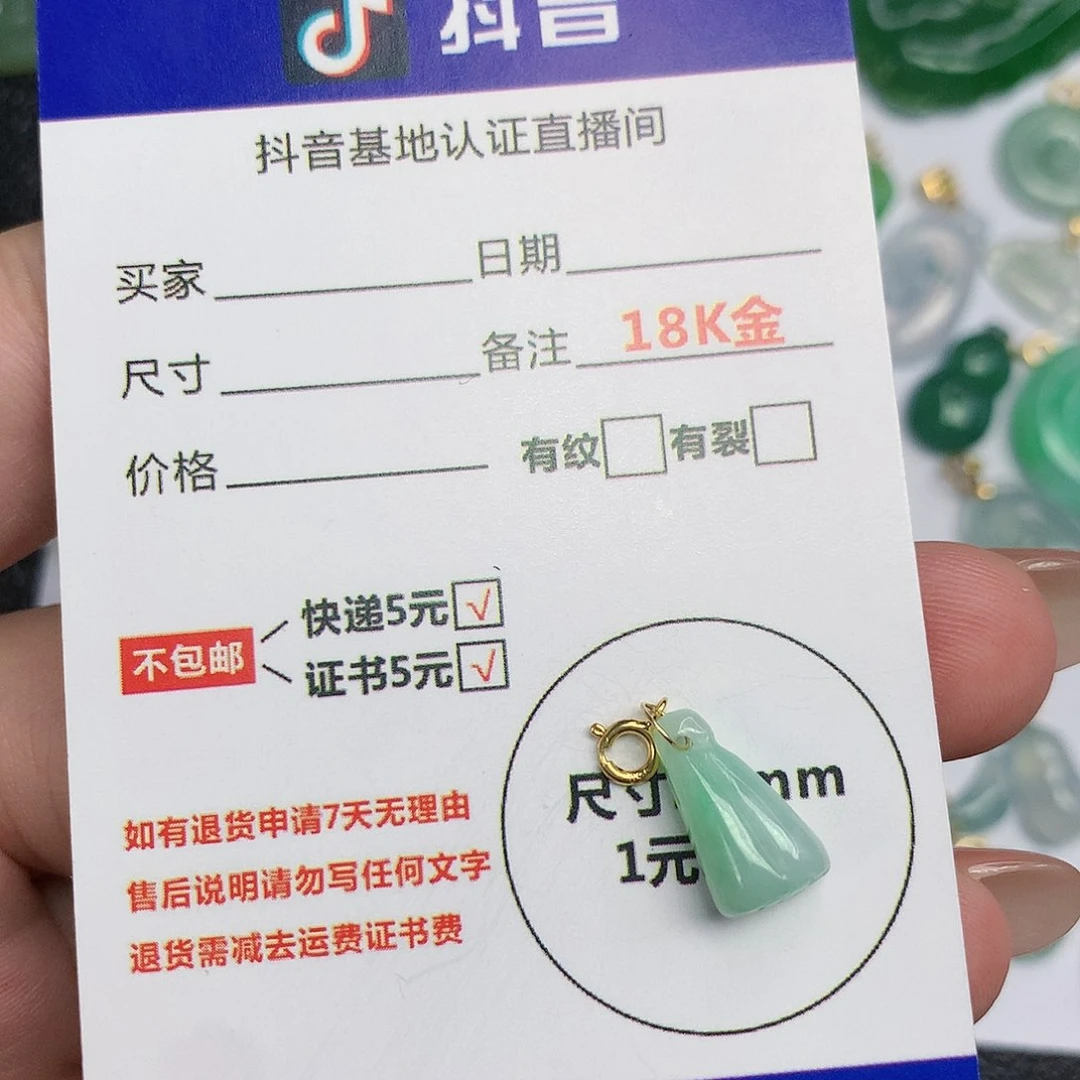 抖音
抖音基地认证直播间
买家 日期
尺寸 备注 18K金
价格 有纹 有裂
不包邮
快递5元 √
证书5元 √
如有退货申请7天无理由
售后说明请勿写任何文字
退货需减去运费证书费
尺寸 mm
1元